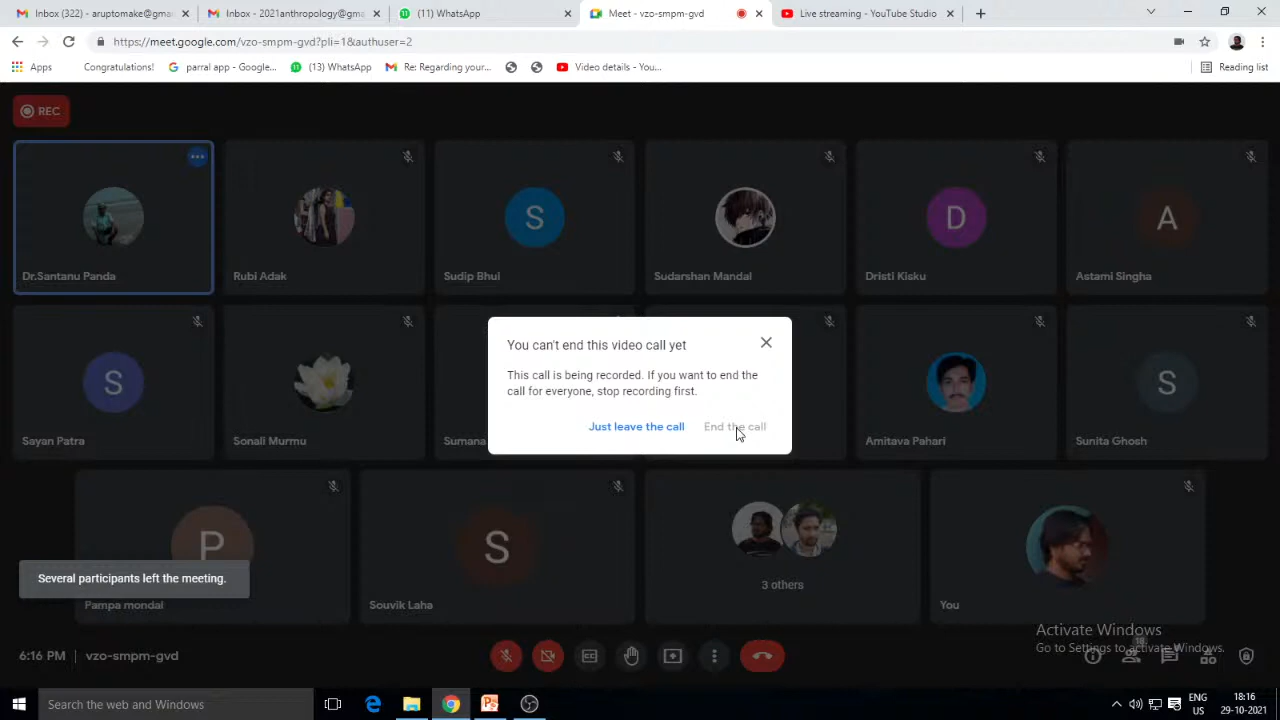 Inbox (322) - aruptomake@gmai
Inbox - 2021anthropology@gmai
(11) WhatsApp
Meet - vzo-smpm-gvd
Live streaming - YouTube Studio
https://meet.google.com/vzo-smpm-gvd?pli=1&authuser=2
Apps
Congratulations!
parral app - Google...
(13) WhatsApp
Re: Regarding your...
Video details - You...
Reading list
REC
Dr.Santanu Panda
Rubi Adak
S
Sudip Bhui
Sudarshan Mandal
D
Dristi Kisku
A
Astami Singha
S
Sayan Patra
Sonali Murmu
Sumana
Amitava Pahari
S
Sunita Ghosh
You can't end this video call yet
This call is being recorded. If you want to end the
call for everyone, stop recording first.
Just leave the call
End the call
P
Pampa mondal
S
Souvik Laha
3 others
You
Several participants left the meeting.
Activate Windows
Go to Settings to activate Windows.
6:16 PM | vzo-smpm-gvd
CC
18
Search the web and Windows
ENG
US
18:16
29-10-2021